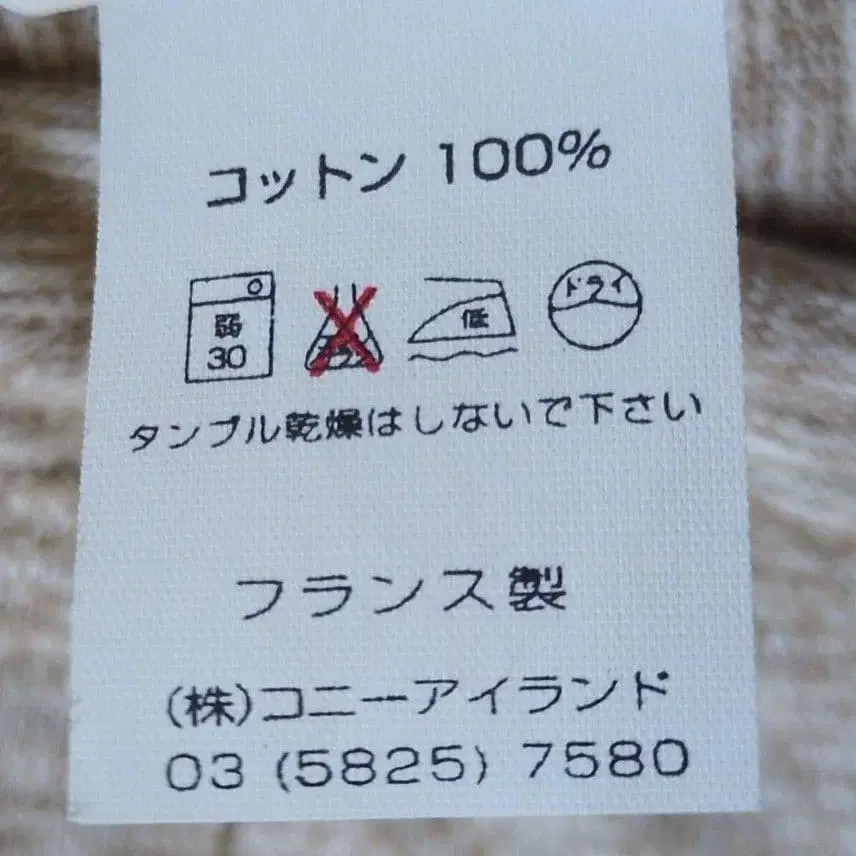 コットン 100%
弱 30 低 ドライ
タンブル乾燥はしないで下さい
フランス製
(株)コニーアイランド
03 (5825) 7580